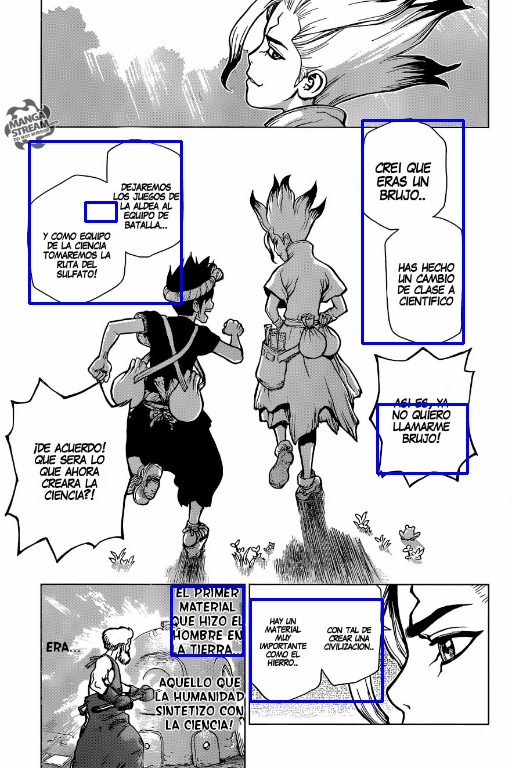 MANGA
STREAM
DO NOT WORRY!
CREI QUE
ERAS UN
BRUJO..
HAS HECHO
UN CAMBIO
DE CLASE A
CIENTIFICO
DEJAREMOS
LOS JUEGOS DE
LA ALDEA AL
EQUIPO DE
BATALLA...
Y COMO EQUIPO
DE LA CIENCIA
TOMAREMOS LA
RUTA DEL
SULFATO!
ASI ES, YA
NO QUIERO
LLAMARME
BRUJO!
¡DE ACUERDO!
QUE SERA LO
QUE AHORA
CREARA LA
CIENCIA?!
CON TAL DE
CREAR UNA
CIVILIZACION..
HAY UN
MATERIAL
MUY
IMPORTANTE
COMO EL
HIERRO..
EL PRIMER
MATERIAL
QUE HIZO EL
HOMBRE EN
LA TIERRA..
AQUELLO QUE
LA HUMANIDAD
SINTETIZO CON
LA CIENCIA!
ERA...